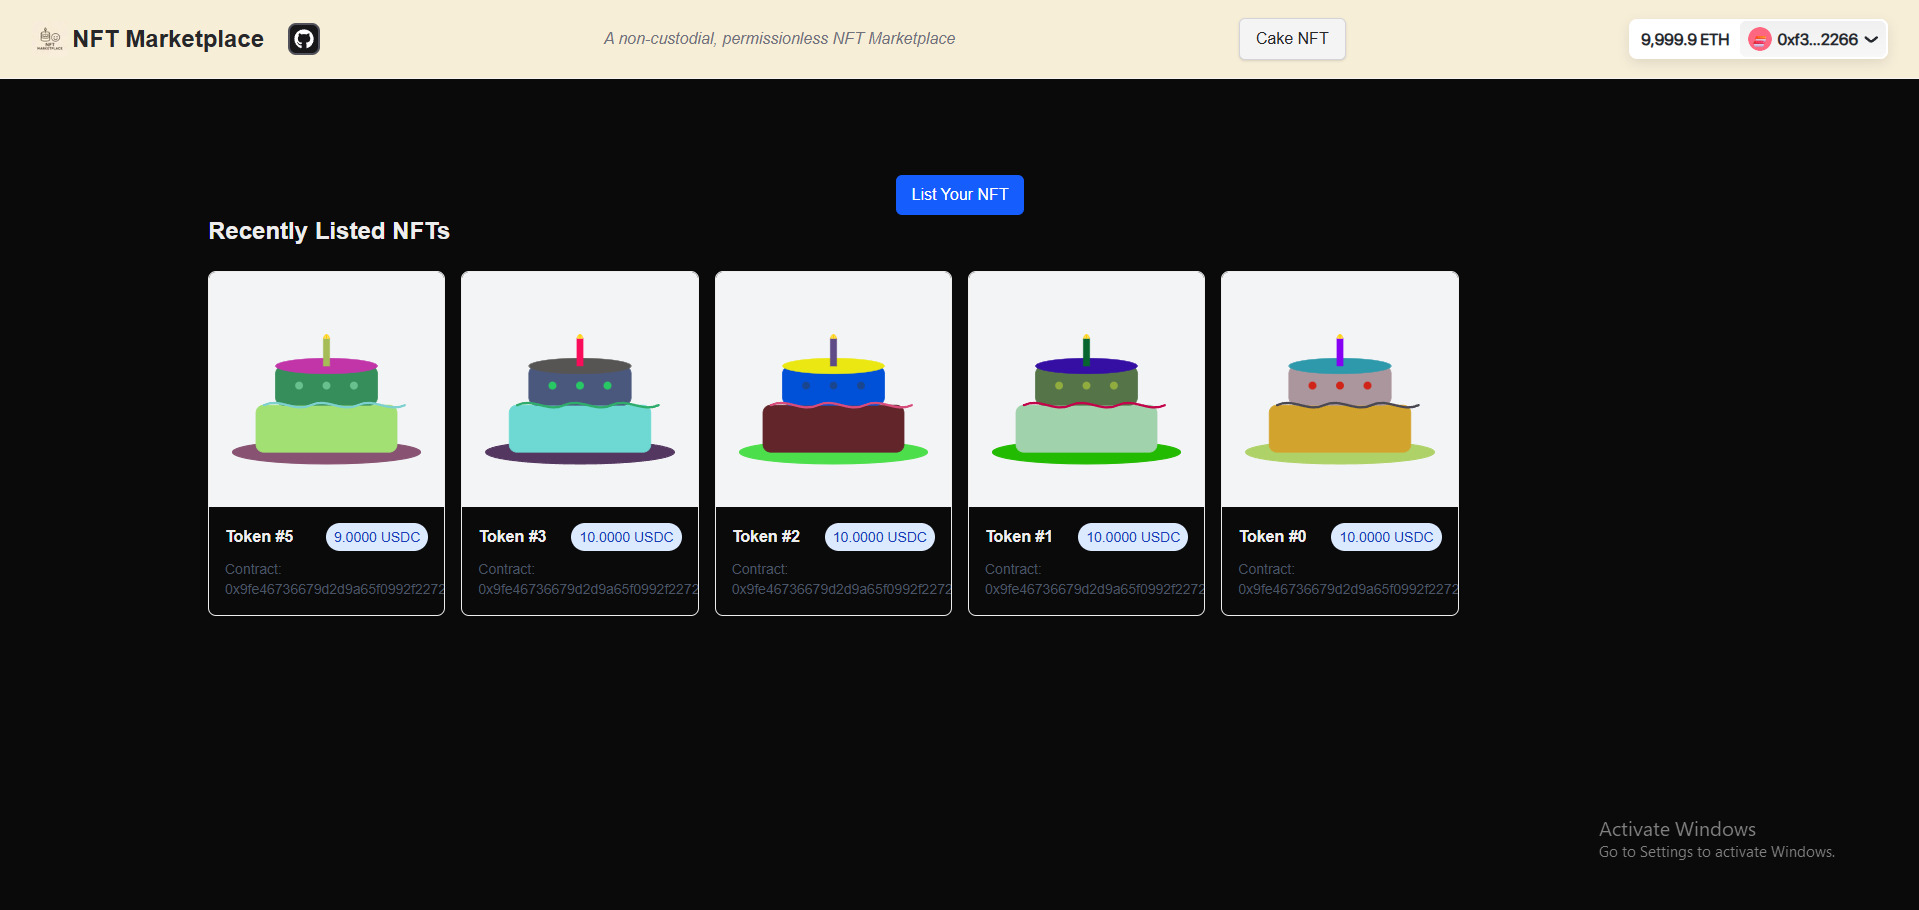 NFT Marketplace
A non-custodial, permissionless NFT Marketplace
Cake NFT
9,999.9 ETH
0xf3...2266
List Your NFT
Recently Listed NFTs
Token #5
9.0000 USDC
Contract:
0x9fe46736679d2d9a65f0992f2272
Token #3
10.0000 USDC
Contract:
0x9fe46736679d2d9a65f0992f2272
Token #2
10.0000 USDC
Contract:
0x9fe46736679d2d9a65f0992f2272
Token #1
10.0000 USDC
Contract:
0x9fe46736679d2d9a65f0992f2272
Token #0
10.0000 USDC
Contract:
0x9fe46736679d2d9a65f0992f2272
Activate Windows
Go to Settings to activate Windows.